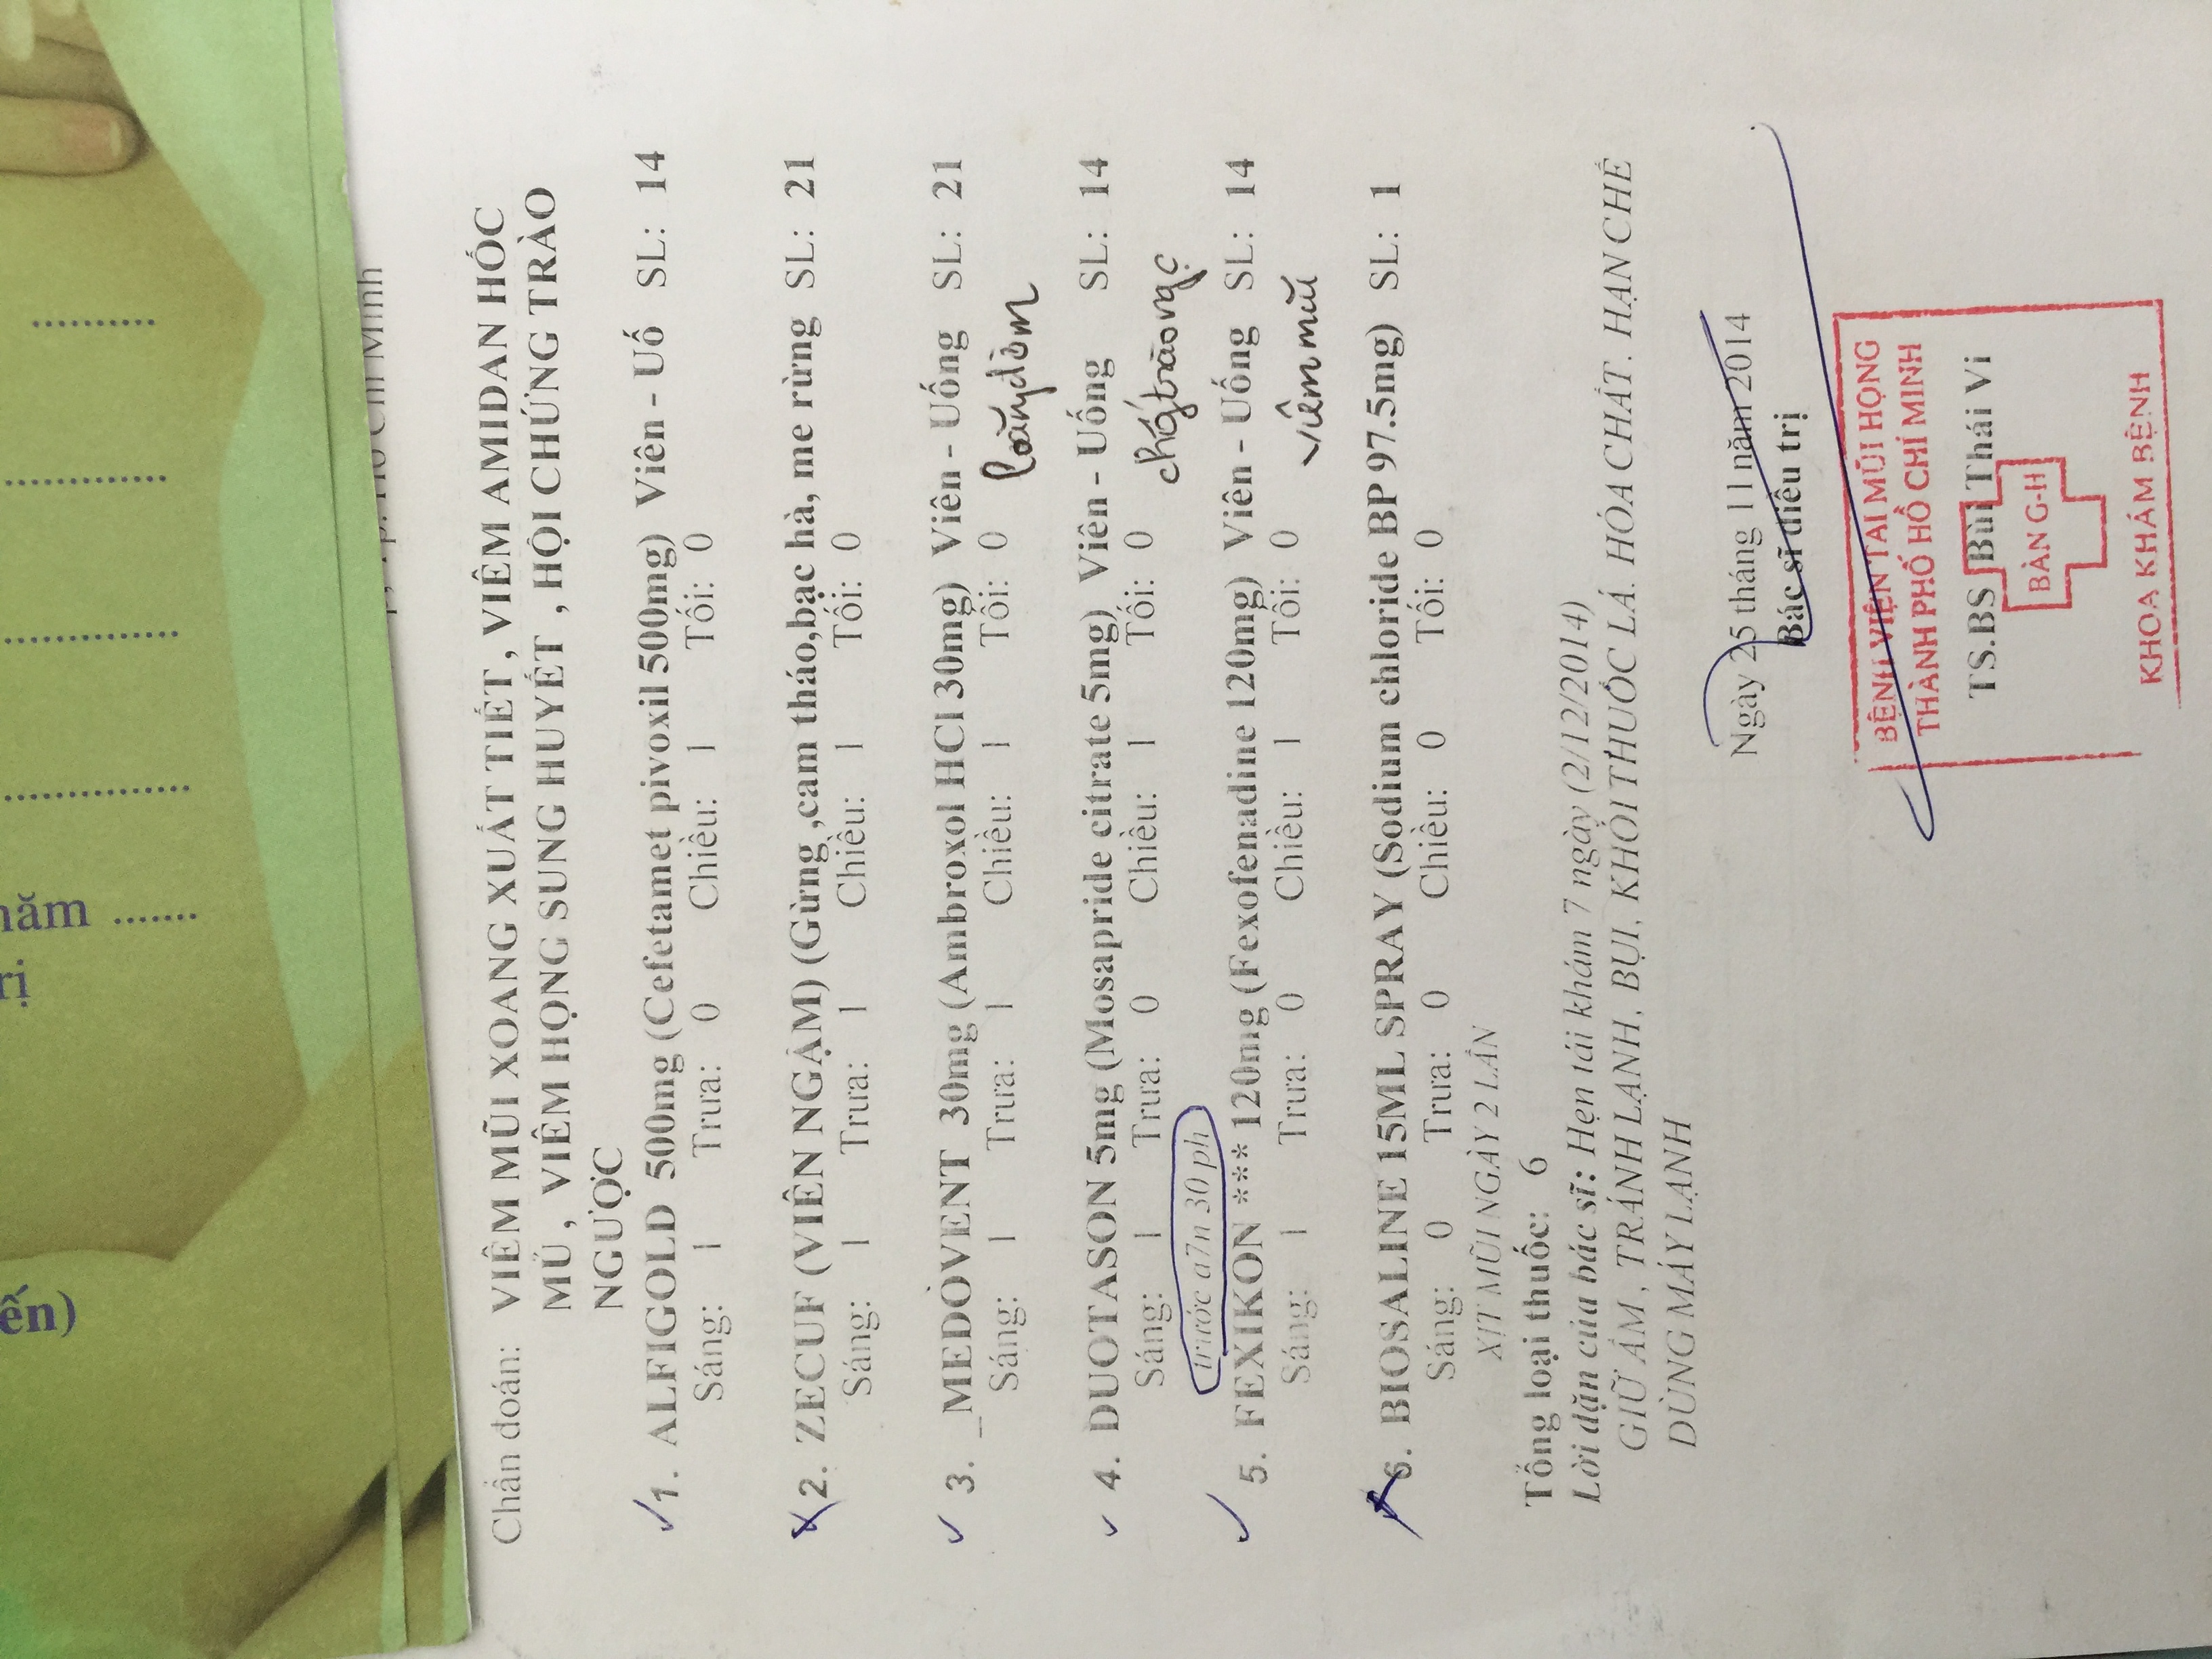 ến)
rị
năm ......
Tp. Hồ Chí Minh
Chẩn đoán: VIÊM MŨI XOANG XUẤT TIẾT , VIÊM AMIDAN HỐC
MỦ , VIÊM HỌNG SUNG HUYẾT , HỘI CHỨNG TRÀO
NGƯỢC
1. ALFIGOLD 500mg (Cefetamet pivoxil 500mg) Viên - Uố SL: 14
Sáng: 1 Trưa: 0 Chiều: 1 Tối: 0
2. ZECUF (VIÊN NGẬM) (Gừng ,cam tháo,bạc hà, me rừng SL: 21
Sáng: 1 Trưa: 1 Chiều: 1 Tối: 0
3. _MEDOVENT 30mg (Ambroxol HCl 30mg) Viên - Uống SL: 21
Sáng: 1 Trưa: 1 Chiều: 1 Tối: 0
loãng đờm
4. DUOTASON 5mg (Mosapride citrate 5mg) Viên - Uống SL: 14
Sáng: 1 Trưa: 0 Chiều: 1 Tối: 0
trước a7n 30 ph
5. FEXIKON *** 120mg (Fexofenadine 120mg) Viên - Uống SL: 14
Sáng: 1 Trưa: 0 Chiều: 1 Tối: 0
viêm mũi
6. BIOSALINE 15ML SPRAY (Sodium chloride BP 97.5mg) SL: 1
Sáng: 0 Trưa: 0 Chiều: 0 Tối: 0
XỊT MŨI NGÀY 2 LẦN
Tổng loại thuốc: 6
Lời dặn của bác sĩ: Hẹn tái khám 7 ngày (2/12/2014)
GIỮ ẤM , TRÁNH LẠNH, BỤI, KHÓI THUỐC LÁ. HÓA CHẤT. HẠN CHẾ
DÙNG MÁY LẠNH
Ngày 25 tháng 11 năm 2014
Bác sĩ điều trị
BỆNH VIỆN TAI MŨI HỌNG
THÀNH PHỐ HỒ CHÍ MINH
TS.BS Bùi Thái Vi
BÀN G-H
KHOA KHÁM BỆNH